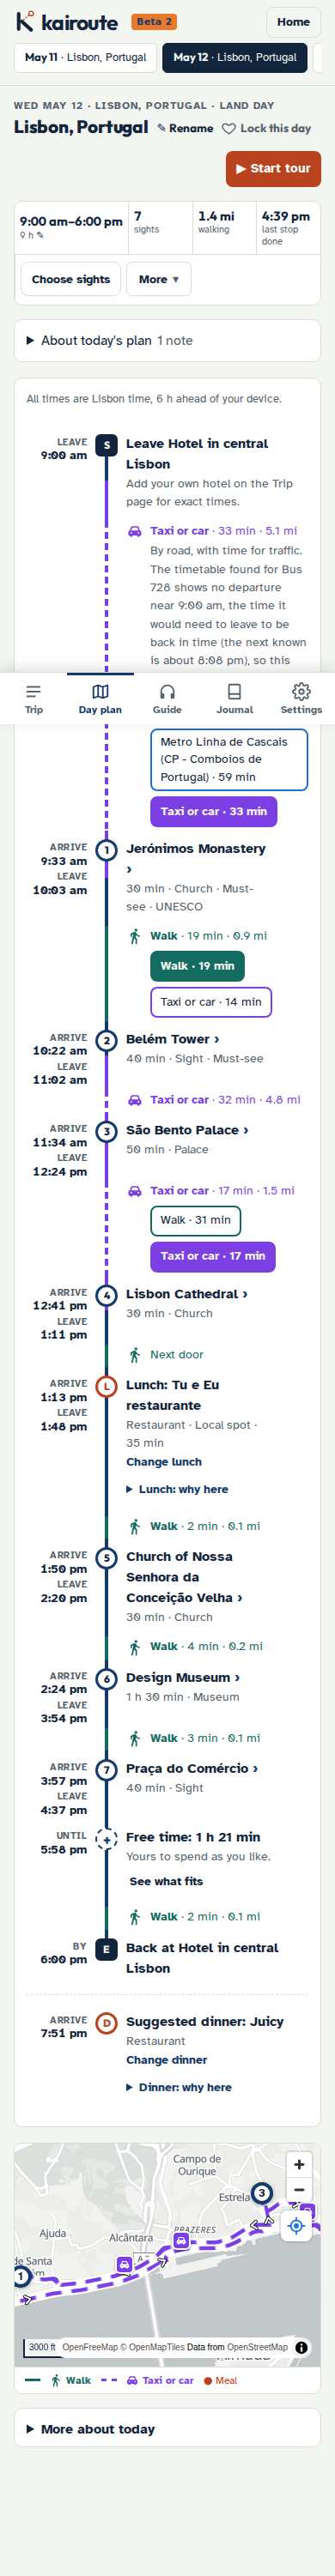 kairoute Beta 2 Home
May 11 · Lisbon, Portugal May 12 · Lisbon, Portugal
WED MAY 12 · LISBON, PORTUGAL · LAND DAY
Lisbon, Portugal ✎ Rename ♡ Lock this day
▶ Start tour
9:00 am–6:00 pm
9 h ✎
7
sights
1.4 mi
walking
4:39 pm
last stop
done
Choose sights More ▼
▶ About today's plan 1 note
All times are Lisbon time, 6 h ahead of your device.
LEAVE
9:00 am
S
Leave Hotel in central
Lisbon
Add your own hotel on the Trip
page for exact times.
Taxi or car · 33 min · 5.1 mi
By road, with time for traffic.
The timetable found for Bus
728 shows no departure
near 9:00 am, the time it
would need to leave to be
back in time (the next known
is about 8:08 pm), so this
Trip Day plan Guide Journal Settings
Metro Linha de Cascais
(CP - Comboios de
Portugal) · 59 min
Taxi or car · 33 min
ARRIVE
9:33 am
LEAVE
10:03 am
1
Jerónimos Monastery
›
30 min · Church · Must-
see · UNESCO
Walk · 19 min · 0.9 mi
Walk · 19 min
Taxi or car · 14 min
ARRIVE
10:22 am
LEAVE
11:02 am
2
Belém Tower ›
40 min · Sight · Must-see
Taxi or car · 32 min · 4.8 mi
ARRIVE
11:34 am
LEAVE
12:24 pm
3
São Bento Palace ›
50 min · Palace
Taxi or car · 17 min · 1.5 mi
Walk · 31 min
Taxi or car · 17 min
ARRIVE
12:41 pm
LEAVE
1:11 pm
4
Lisbon Cathedral ›
30 min · Church
Next door
ARRIVE
1:13 pm
LEAVE
1:48 pm
L
Lunch: Tu e Eu
restaurante
Restaurant · Local spot ·
35 min
Change lunch
▶ Lunch: why here
Walk · 2 min · 0.1 mi
ARRIVE
1:50 pm
LEAVE
2:20 pm
5
Church of Nossa
Senhora da
Conceição Velha ›
30 min · Church
Walk · 4 min · 0.2 mi
ARRIVE
2:24 pm
LEAVE
3:54 pm
6
Design Museum ›
1 h 30 min · Museum
Walk · 3 min · 0.1 mi
ARRIVE
3:57 pm
LEAVE
4:37 pm
7
Praça do Comércio ›
40 min · Sight
UNTIL
5:58 pm
+
Free time: 1 h 21 min
Yours to spend as you like.
See what fits
Walk · 2 min · 0.1 mi
BY
6:00 pm
E
Back at Hotel in central
Lisbon
ARRIVE
7:51 pm
D
Suggested dinner: Juicy
Restaurant
Change dinner
▶ Dinner: why here
Campo de
Ourique
Estrela
3
Ajuda
Alcântara
PRAZERES
de Santa
1
+
−
3000 ft OpenFreeMap © OpenMapTiles Data from OpenStreetMap
Walk Taxi or car Meal
▶ More about today